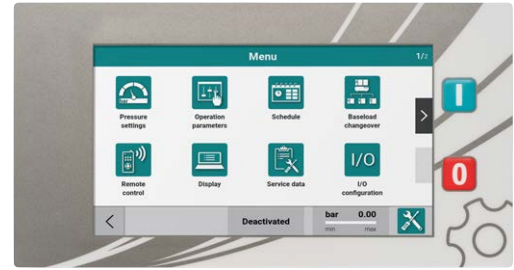 Menu
1/2
Pressure
settings
Operation
parameters
Schedule
Baseload
changeover
Remote
control
Display
Service data
I/O
I/O
configuration
Deactivated
bar 0.00
min max
I
0